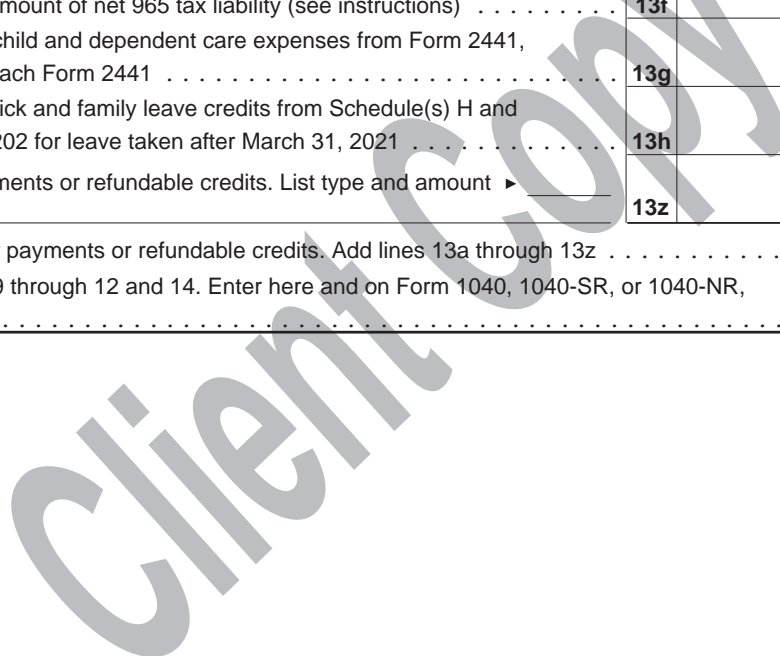 amount of net 965 tax liability (see instructions) . . . . . . . . . 13f
child and dependent care expenses from Form 2441,
ach Form 2441 . . . . . . . . . . . . . . . . . . . . . . . . . . . . . 13g
ick and family leave credits from Schedule(s) H and
202 for leave taken after March 31, 2021 . . . . . . . . . . . . . 13h
ments or refundable credits. List type and amount ►
13z
payments or refundable credits. Add lines 13a through 13z . . . . . . . . . . .
9 through 12 and 14. Enter here and on Form 1040, 1040-SR, or 1040-NR,
. . . . . . . . . . . . . . . . . . . . . . . . . . . . . . . . . . . . . . . . . . . . . . . . . .
Client Copy